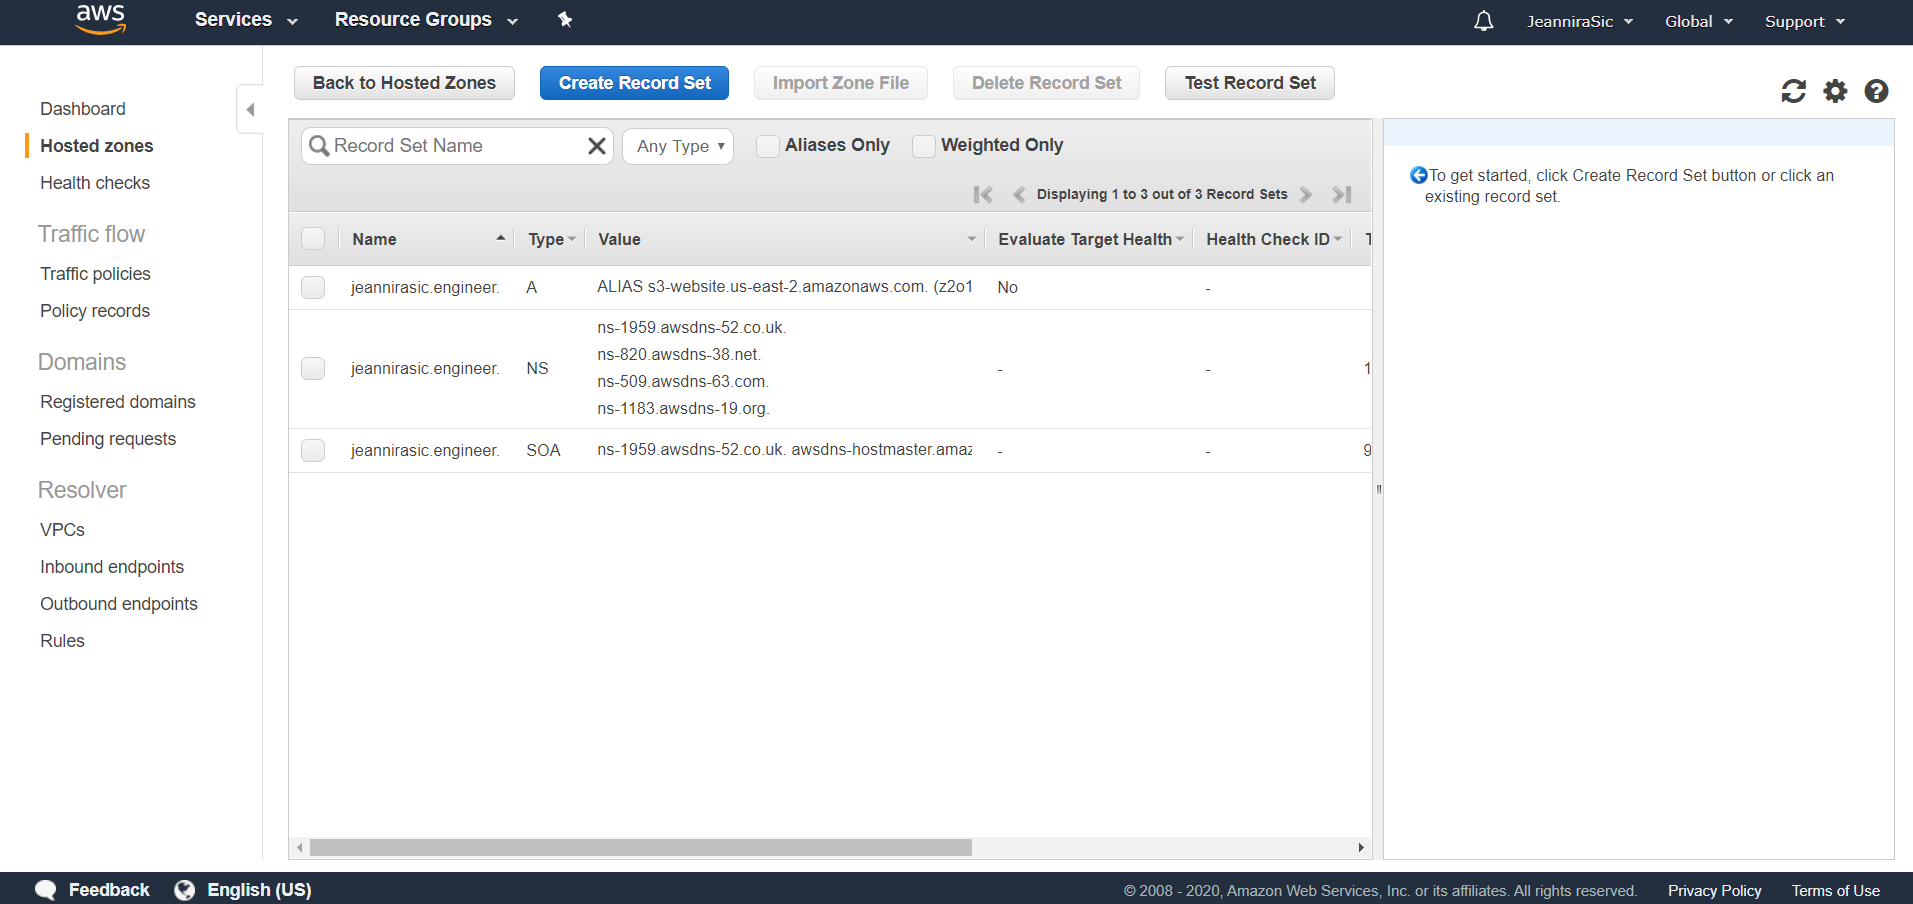 aws
Services
Resource Groups
JeanniraSic
Global
Support
Dashboard
Hosted zones
Health checks
Traffic flow
Traffic policies
Policy records
Domains
Registered domains
Pending requests
Resolver
VPCs
Inbound endpoints
Outbound endpoints
Rules
Back to Hosted Zones
Create Record Set
Import Zone File
Delete Record Set
Test Record Set
Record Set Name
Any Type
Aliases Only
Weighted Only
Displaying 1 to 3 out of 3 Record Sets
Name Type Value Evaluate Target Health Health Check ID
jeannirasic.engineer. A ALIAS s3-website.us-east-2.amazonaws.com. (z2o1 No -
jeannirasic.engineer. NS
ns-1959.awsdns-52.co.uk.
ns-820.awsdns-38.net.
ns-509.awsdns-63.com.
ns-1183.awsdns-19.org.
- - 1
jeannirasic.engineer. SOA ns-1959.awsdns-52.co.uk. awsdns-hostmaster.amaz - - 9
To get started, click Create Record Set button or click an
existing record set.
Feedback
English (US)
© 2008 - 2020, Amazon Web Services, Inc. or its affiliates. All rights reserved.
Privacy Policy
Terms of Use